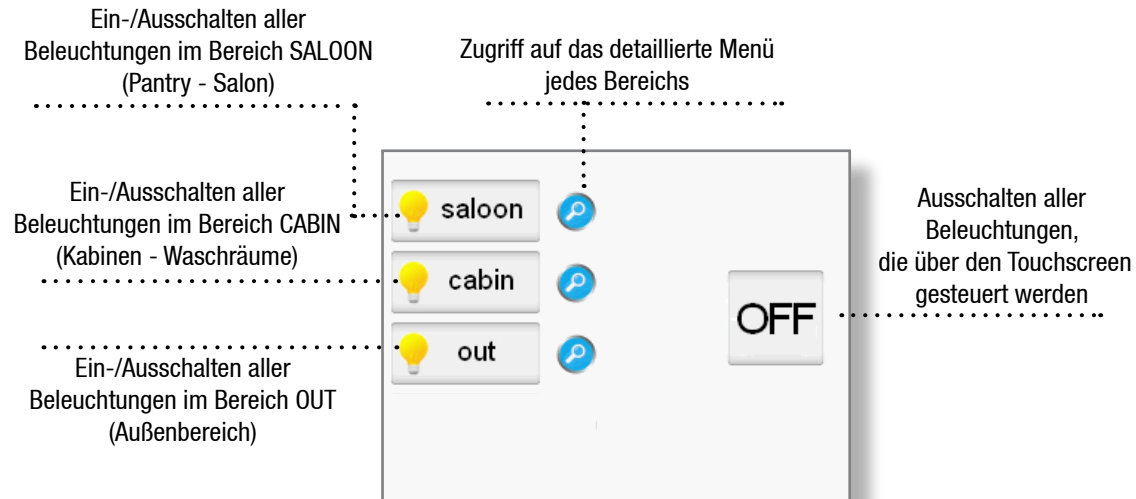 Ein-/Ausschalten aller
Beleuchtungen im Bereich SALOON
(Pantry - Salon)
Zugriff auf das detaillierte Menü
jedes Bereichs
Ein-/Ausschalten aller
Beleuchtungen im Bereich CABIN
(Kabinen - Waschräume)
Ein-/Ausschalten aller
Beleuchtungen im Bereich OUT
(Außenbereich)
saloon
cabin
out
OFF
Ausschalten aller
Beleuchtungen,
die über den Touchscreen
gesteuert werden